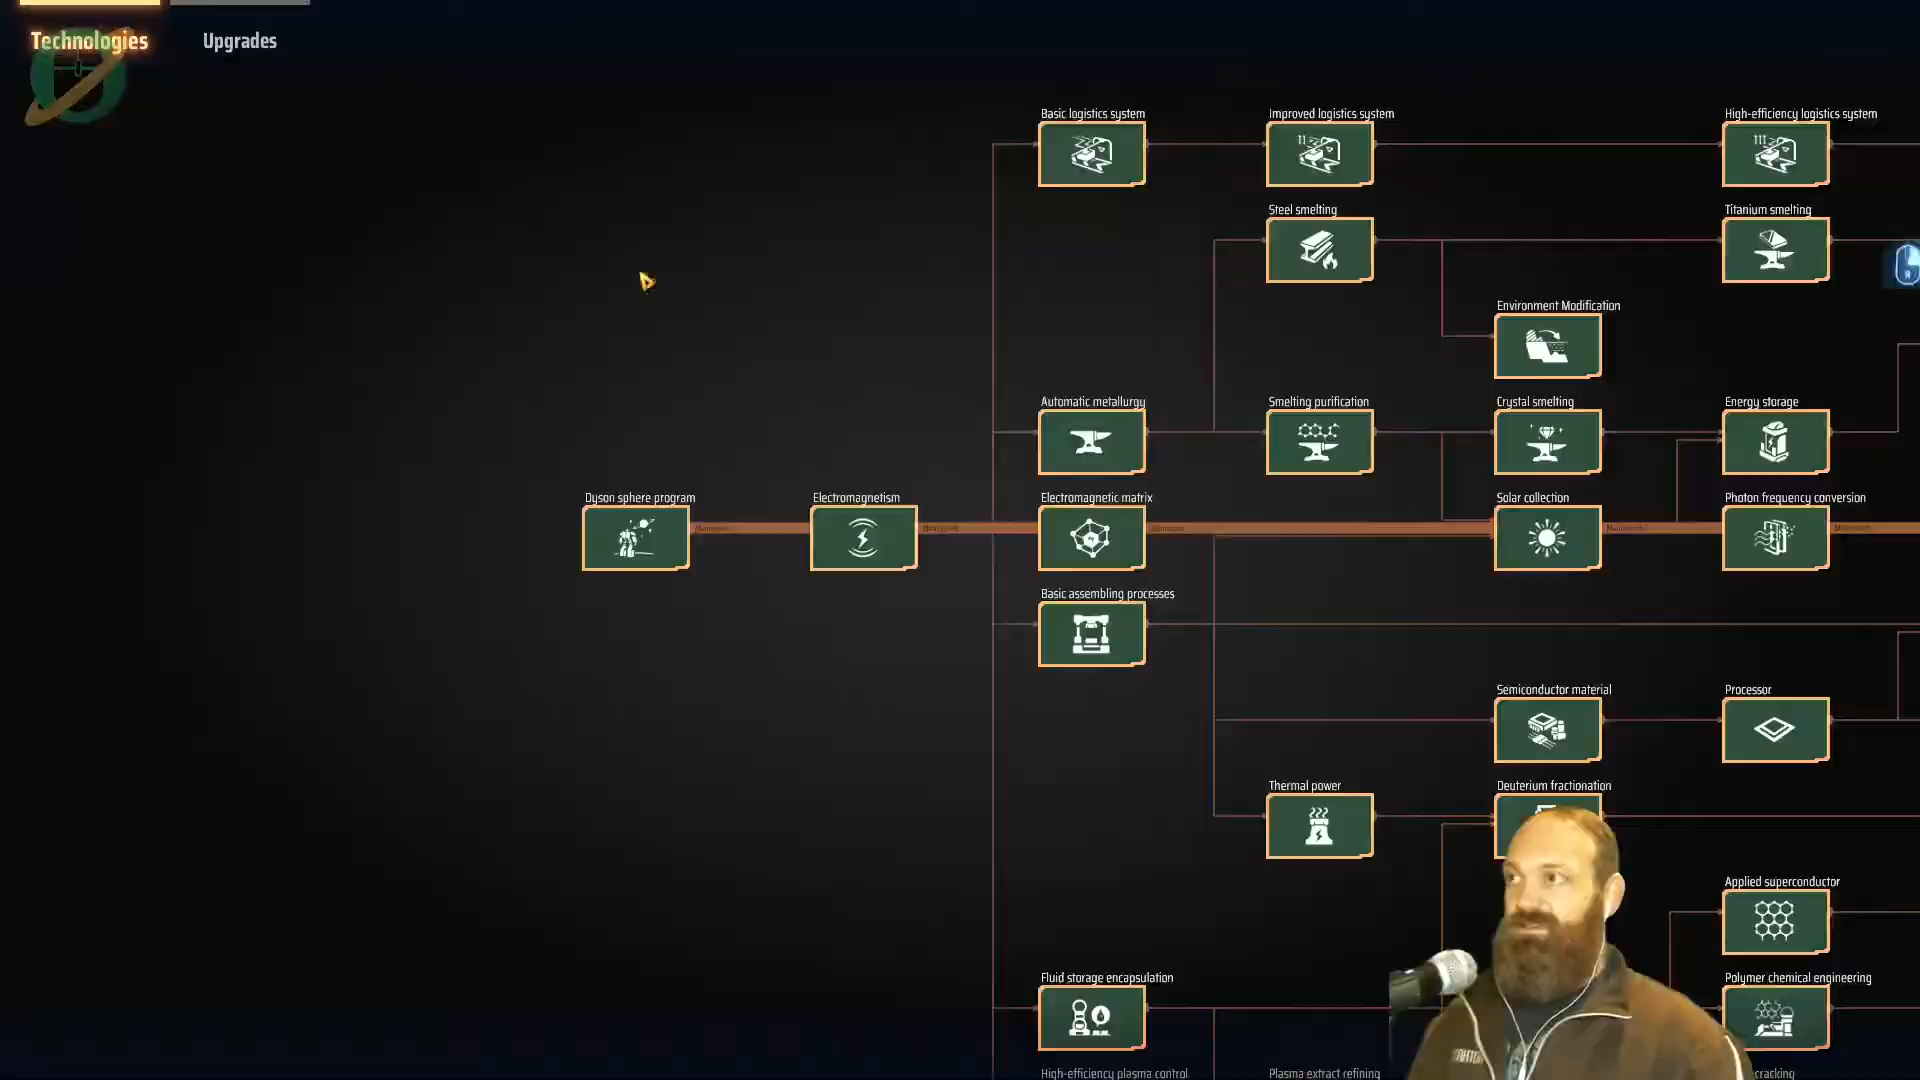 Technologies
Upgrades
Basic logistics system
Improved logistics system
High-efficiency logistics system
Steel smelting
Titanium smelting
Environment Modification
Automatic metallurgy
Smelting purification
Crystal smelting
Energy storage
Dyson sphere program
Electromagnetism
Electromagnetic matrix
Solar collection
Photon frequency conversion
Basic assembling processes
Semiconductor material
Processor
Thermal power
Deuterium fractionation
Applied superconductor
Fluid storage encapsulation
Polymer chemical engineering
High-efficiency plasma control
Plasma extract refining
cracking